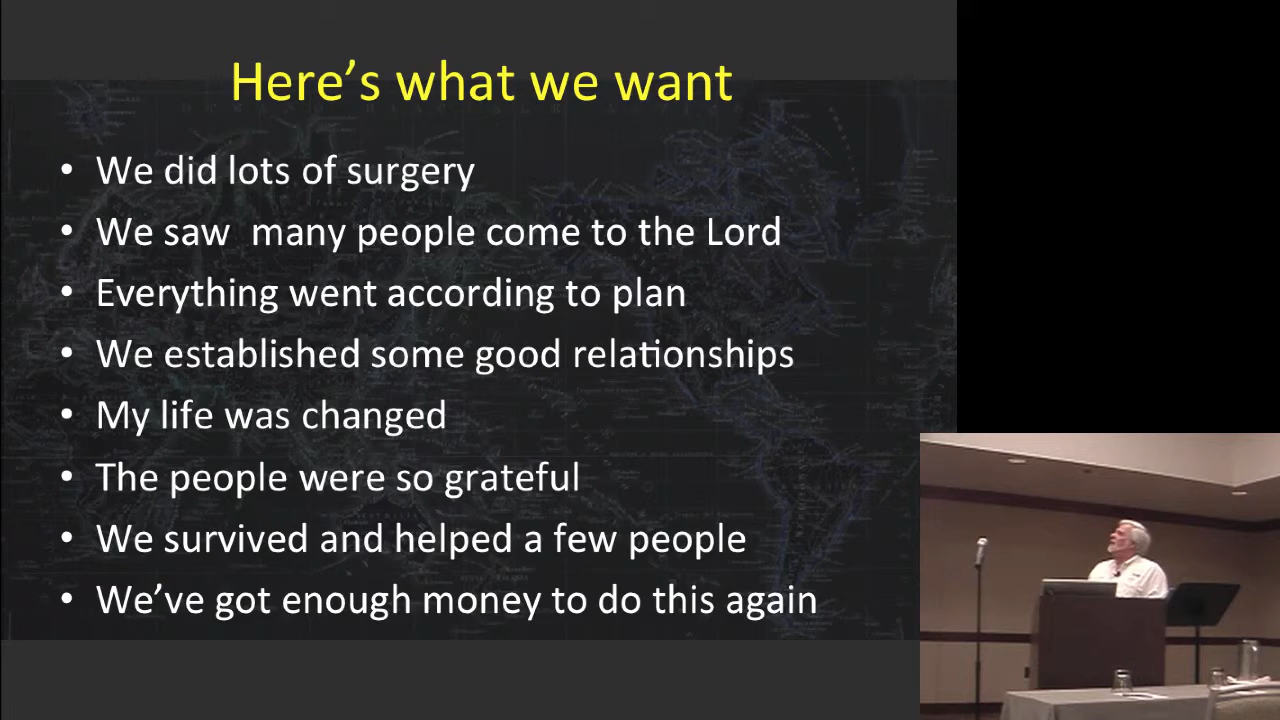 Here’s what we want
• We did lots of surgery
• We saw  many people come to the Lord
• Everything went according to plan
• We established some good relationships
• My life was changed
• The people were so grateful
• We survived and helped a few people
• We’ve got enough money to do this again